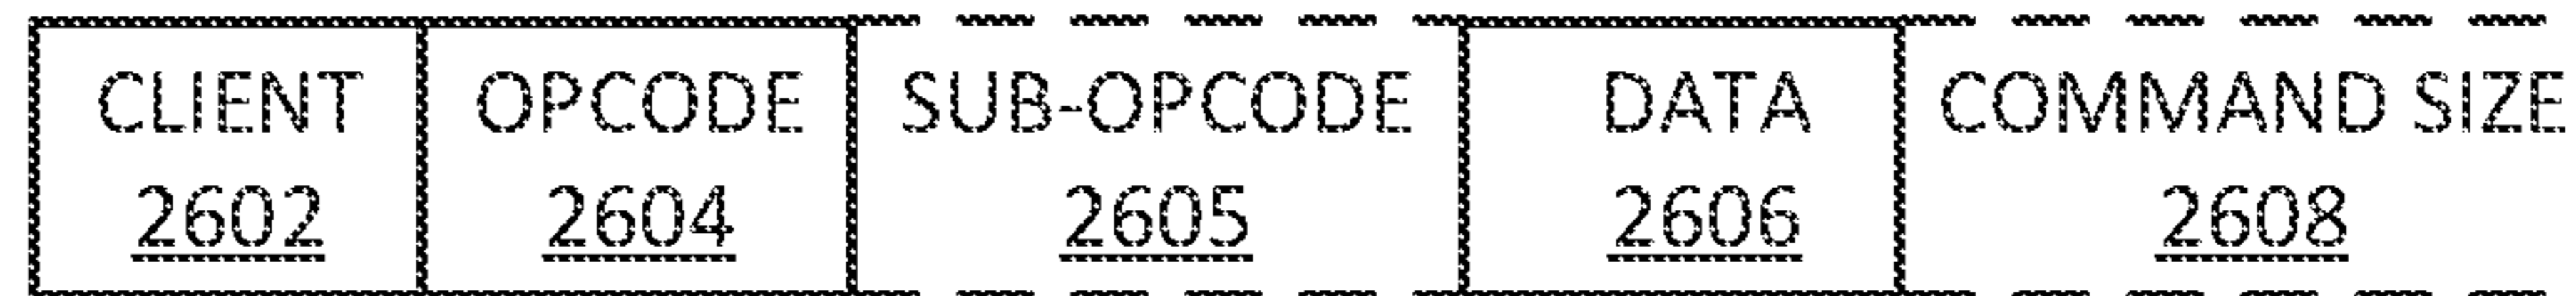 CLIENT OPCODE SUB-OPCODE DATA COMMAND SIZE
2602 2604 2605 2606 2608